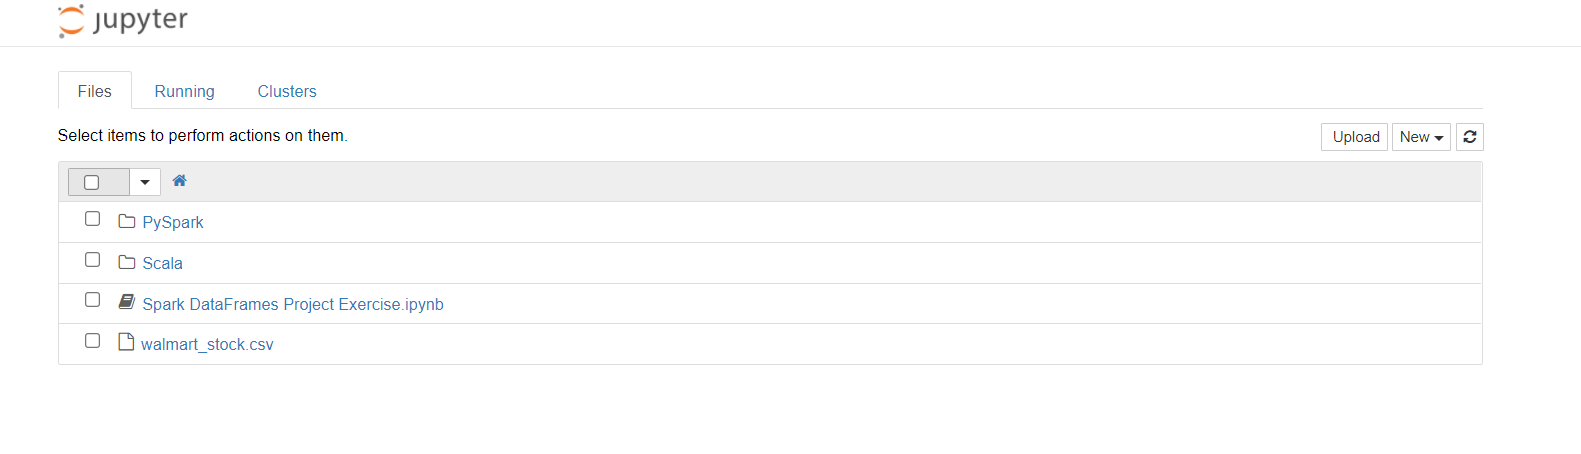 jupyter
Files Running Clusters
Select items to perform actions on them.
Upload New
PySpark
Scala
Spark DataFrames Project Exercise.ipynb
walmart_stock.csv